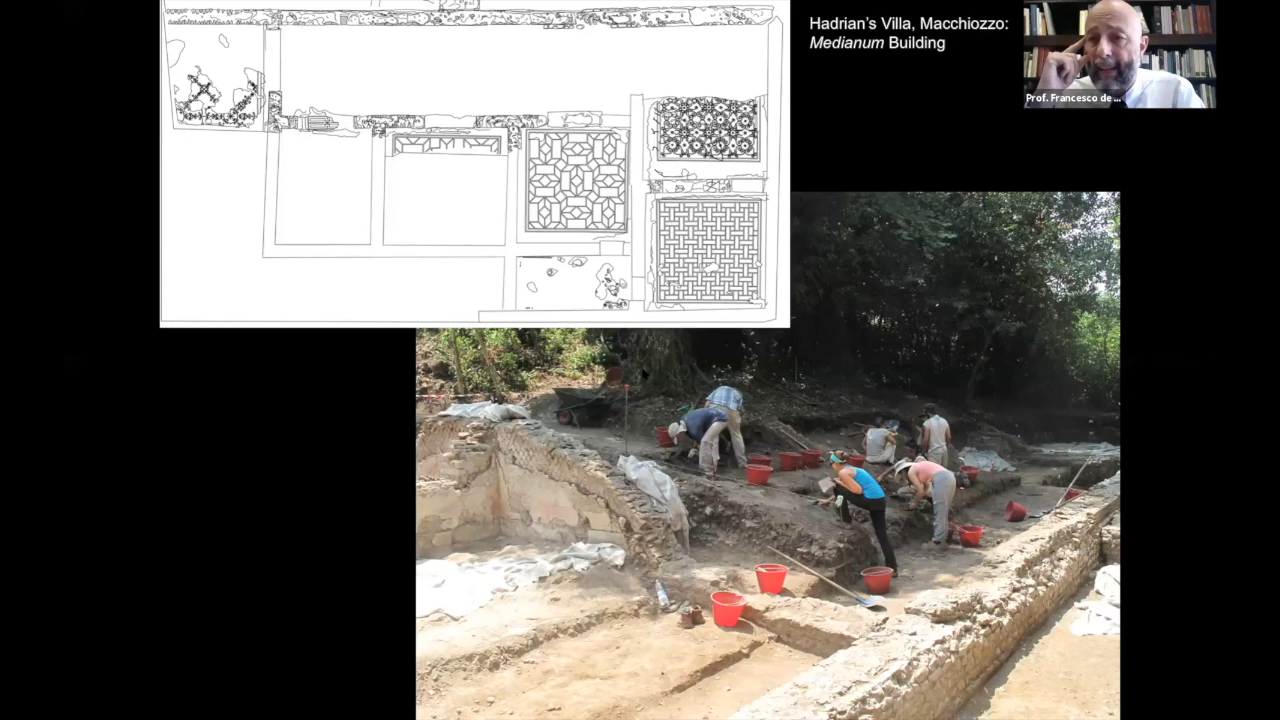 Hadrian's Villa, Macchiozzo:
Medianum Building
Prof. Francesco de ...